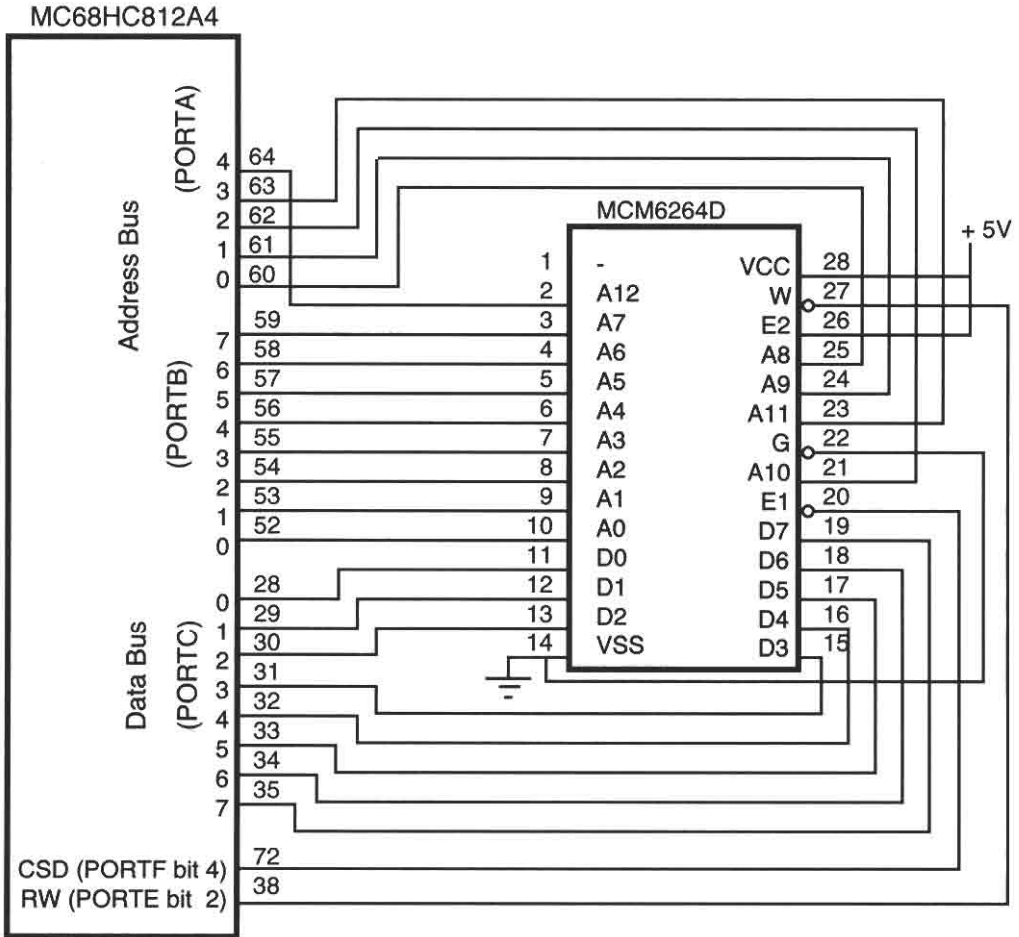 MC68HC812A4
Address Bus
(PORTA)
4 64
3 63
2 62
1 61
0 60
(PORTB)
7 59
6 58
5 57
4 56
3 55
2 54
1 53
0 52
Data Bus
(PORTC)
0 28
1 29
2 30
3 31
4 32
5 33
6 34
7 35
CSD (PORTF bit 4) 72
RW (PORTE bit 2) 38
MCM6264D
1 -
2 A12
3 A7
4 A6
5 A5
6 A4
7 A3
8 A2
9 A1
10 A0
11 D0
12 D1
13 D2
14 VSS
VCC 28
W 27
E2 26
A8 25
A9 24
A11 23
G 22
A10 21
E1 20
D7 19
D6 18
D5 17
D4 16
D3 15
+ 5V